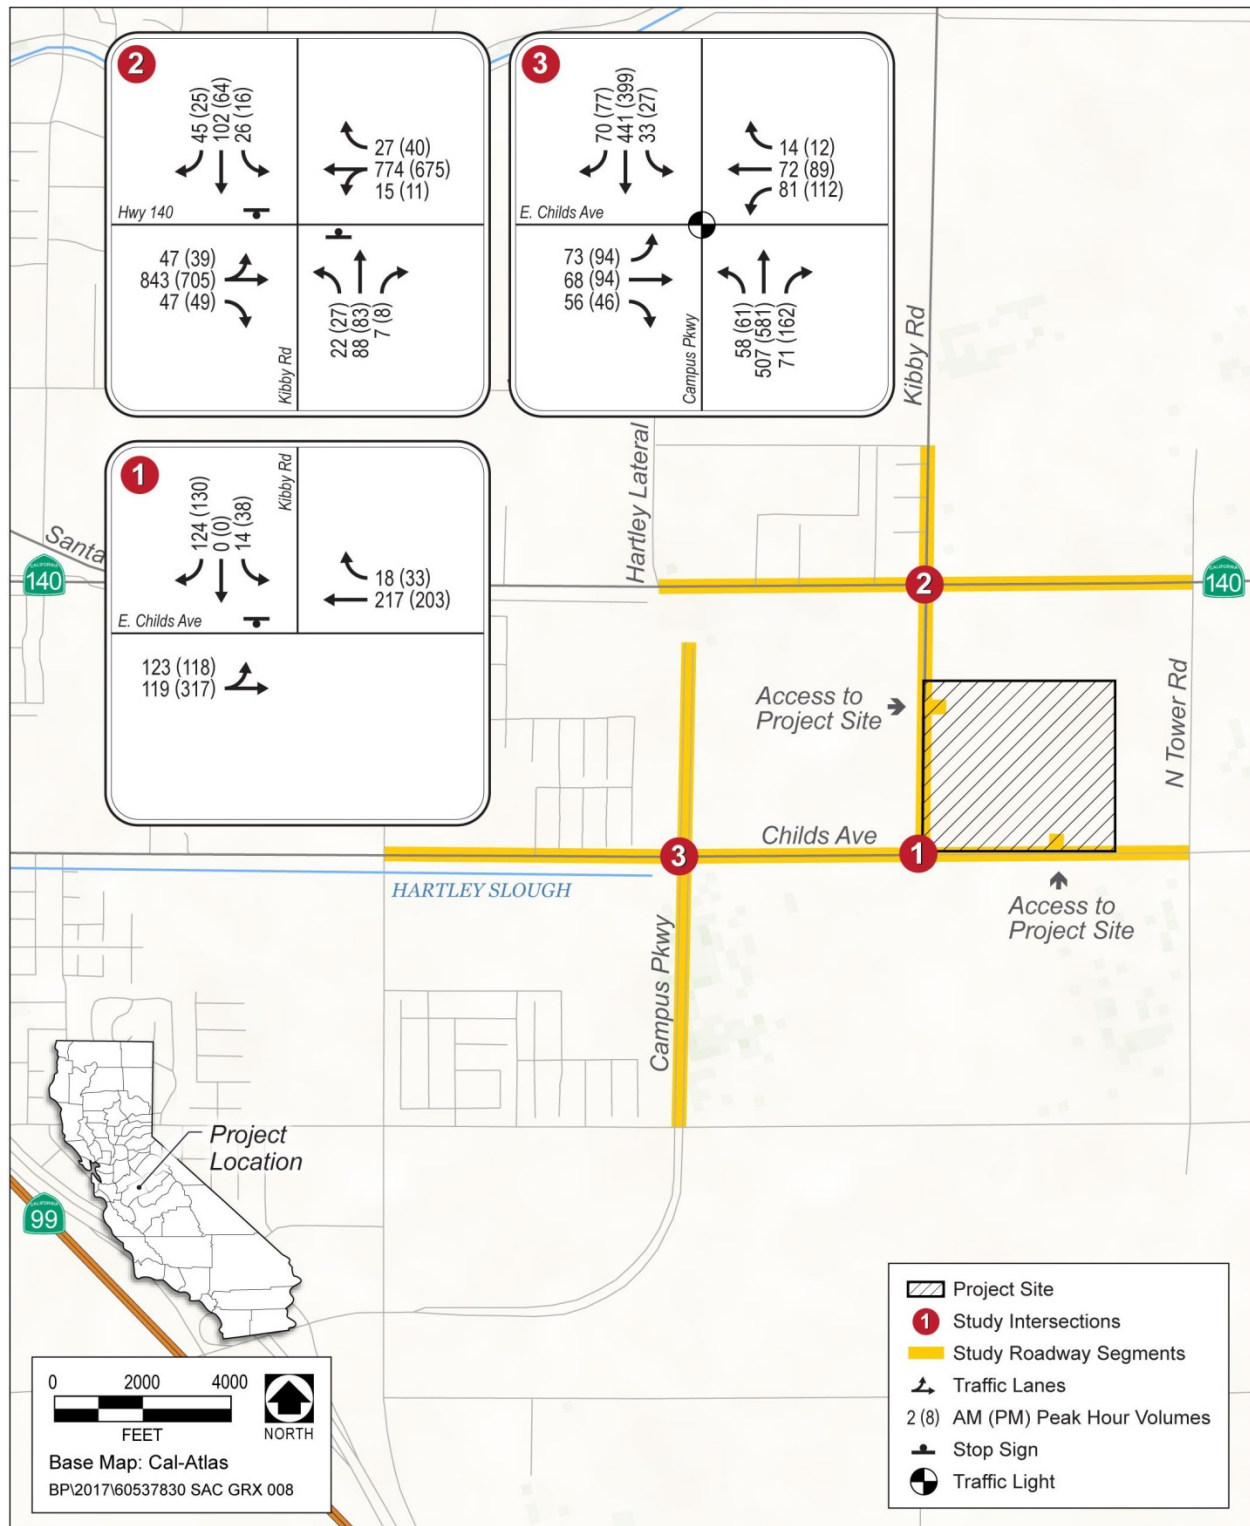 2
45 (25)
102 (64)
26 (16)
27 (40)
774 (675)
15 (11)
Hwy 140
47 (39)
843 (705)
47 (49)
22 (27)
88 (83)
7 (8)
Kibby Rd
3
70 (77)
441 (399)
33 (27)
14 (12)
72 (89)
81 (112)
E. Childs Ave
73 (94)
68 (94)
56 (46)
58 (61)
507 (581)
71 (162)
Campus Pkwy
1
124 (130)
0 (0)
14 (38)
Kibby Rd
18 (33)
217 (203)
E. Childs Ave
123 (118)
119 (317)
Kibby Rd
Hartley Lateral
Santa
CALIFORNIA
140
2
CALIFORNIA
140
Access to
Project Site
N Tower Rd
Childs Ave
3
1
HARTLEY SLOUGH
Access to
Project Site
Campus Pkwy
Project
Location
CALIFORNIA
99
0 2000 4000
FEET
NORTH
Base Map: Cal-Atlas
BP\2017\60537830 SAC GRX 008
Project Site
1 Study Intersections
Study Roadway Segments
Traffic Lanes
2 (8) AM (PM) Peak Hour Volumes
Stop Sign
Traffic Light